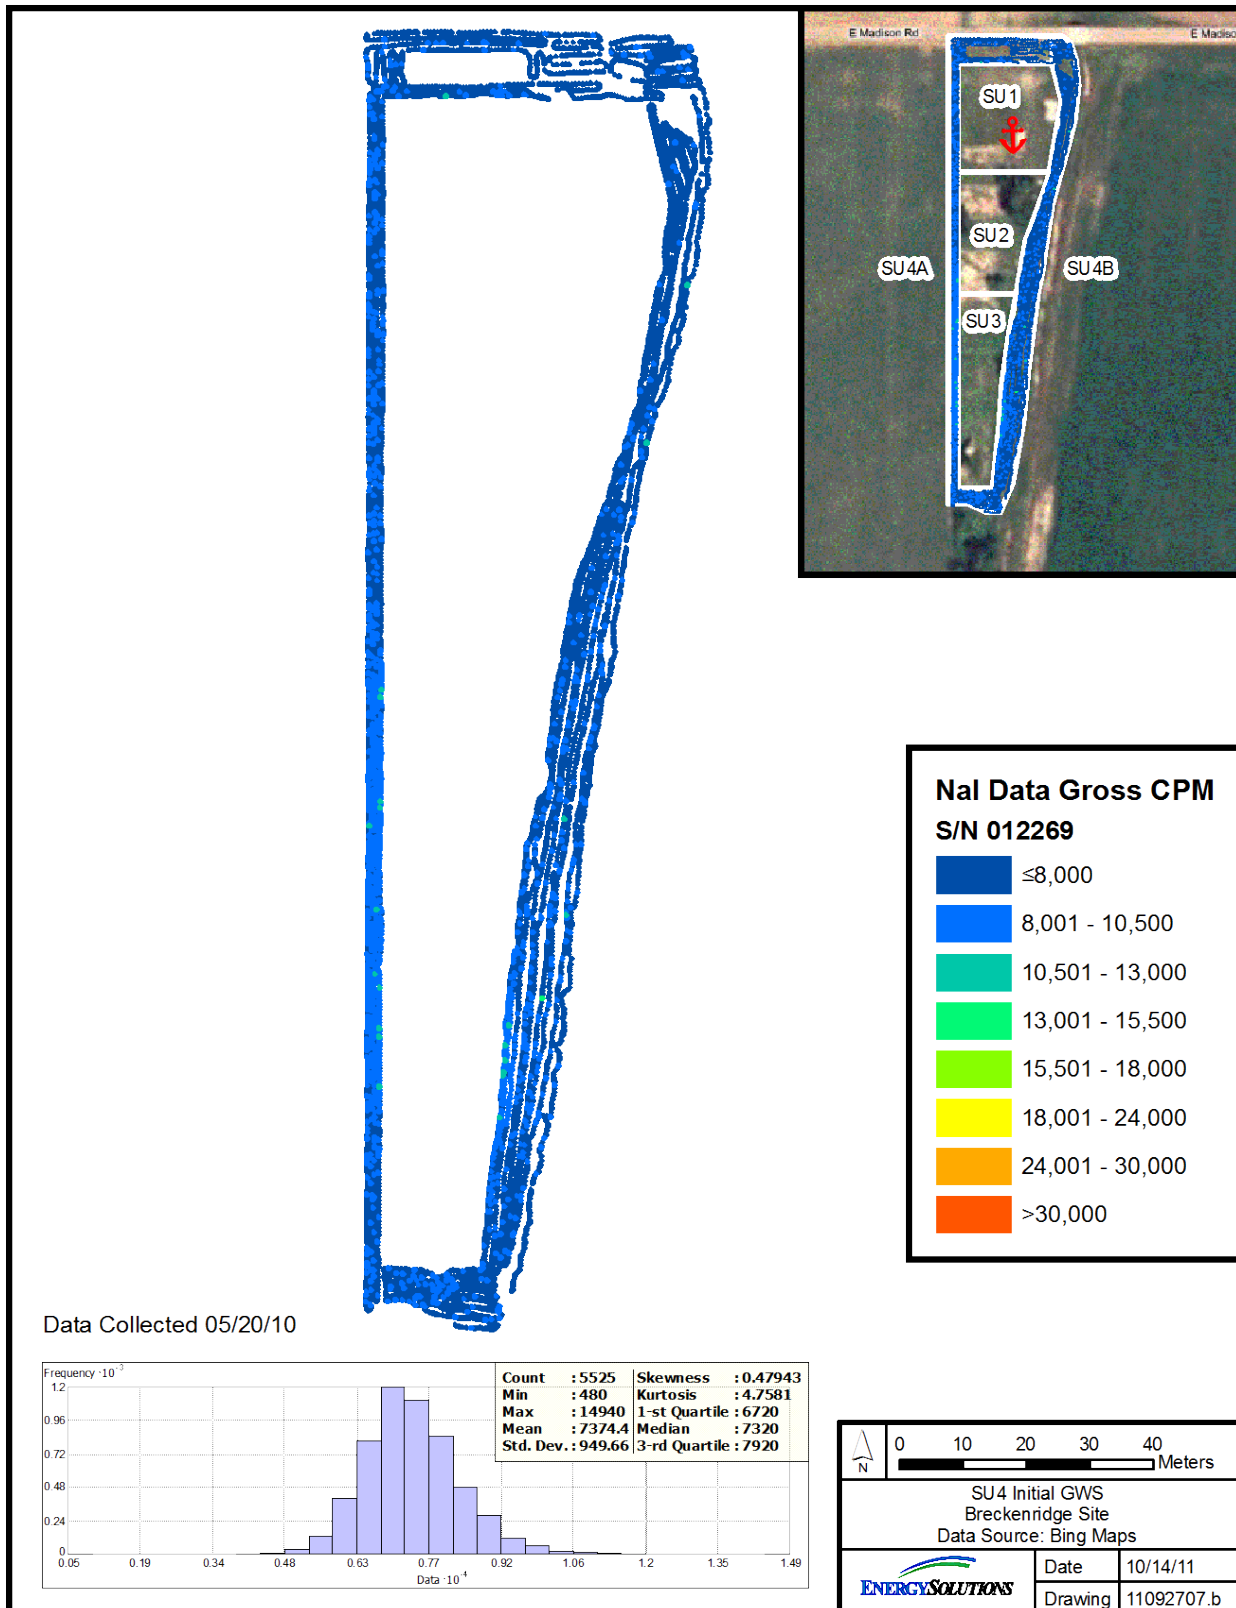 E Madison Rd
E Madiso
SU1
SU2
SU4A
SU4B
SU3
NaI Data Gross CPM
S/N 012269
≤8,000
8,001 - 10,500
10,501 - 13,000
13,001 - 15,500
15,501 - 18,000
18,001 - 24,000
24,001 - 30,000
>30,000
Data Collected 05/20/10
Frequency ·10⁻³
Count : 5525 Skewness : 0.47943
Min : 480 Kurtosis : 4.7581
Max : 14940 1-st Quartile : 6720
Mean : 7374.4 Median : 7320
Std. Dev. : 949.66 3-rd Quartile : 7920
1.2
0.96
0.72
0.48
0.24
0
0.05 0.19 0.34 0.48 0.63 0.77 0.92 1.06 1.2 1.35 1.49
Data ·10⁻⁴
N
0 10 20 30 40
Meters
SU4 Initial GWS
Breckenridge Site
Data Source: Bing Maps
ENERGYSOLUTIONS
Date 10/14/11
Drawing 11092707.b